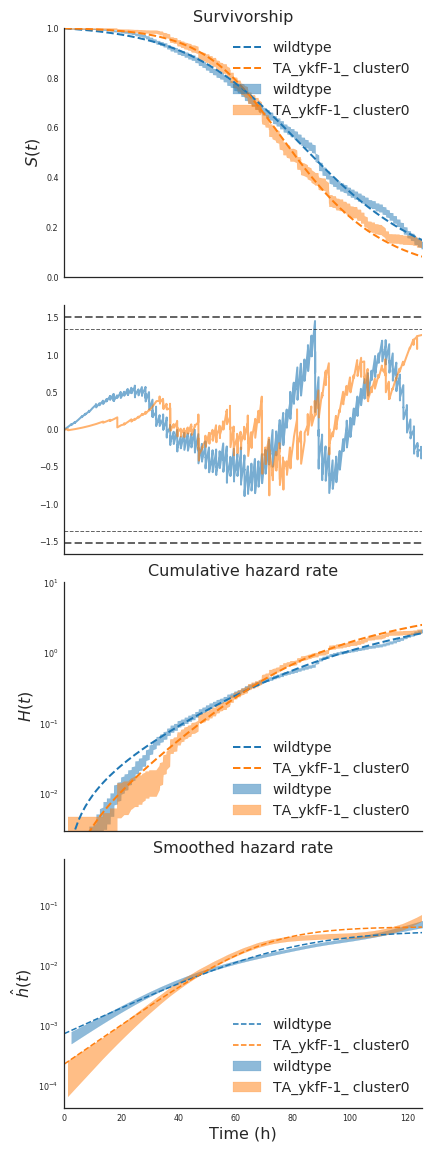 Survivorship
1.0
0.8
0.6
0.4
0.2
0.0
S(t)
wildtype
TA_ykfF-1_ cluster0
wildtype
TA_ykfF-1_ cluster0
1.5
1.0
0.5
0.0
−0.5
−1.0
−1.5
Cumulative hazard rate
10¹
10⁰
10⁻¹
10⁻²
H(t)
wildtype
TA_ykfF-1_ cluster0
wildtype
TA_ykfF-1_ cluster0
Smoothed hazard rate
10⁻¹
10⁻²
10⁻³
10⁻⁴
ĥ(t)
wildtype
TA_ykfF-1_ cluster0
wildtype
TA_ykfF-1_ cluster0
0 20 40 60 80 100 120
Time (h)